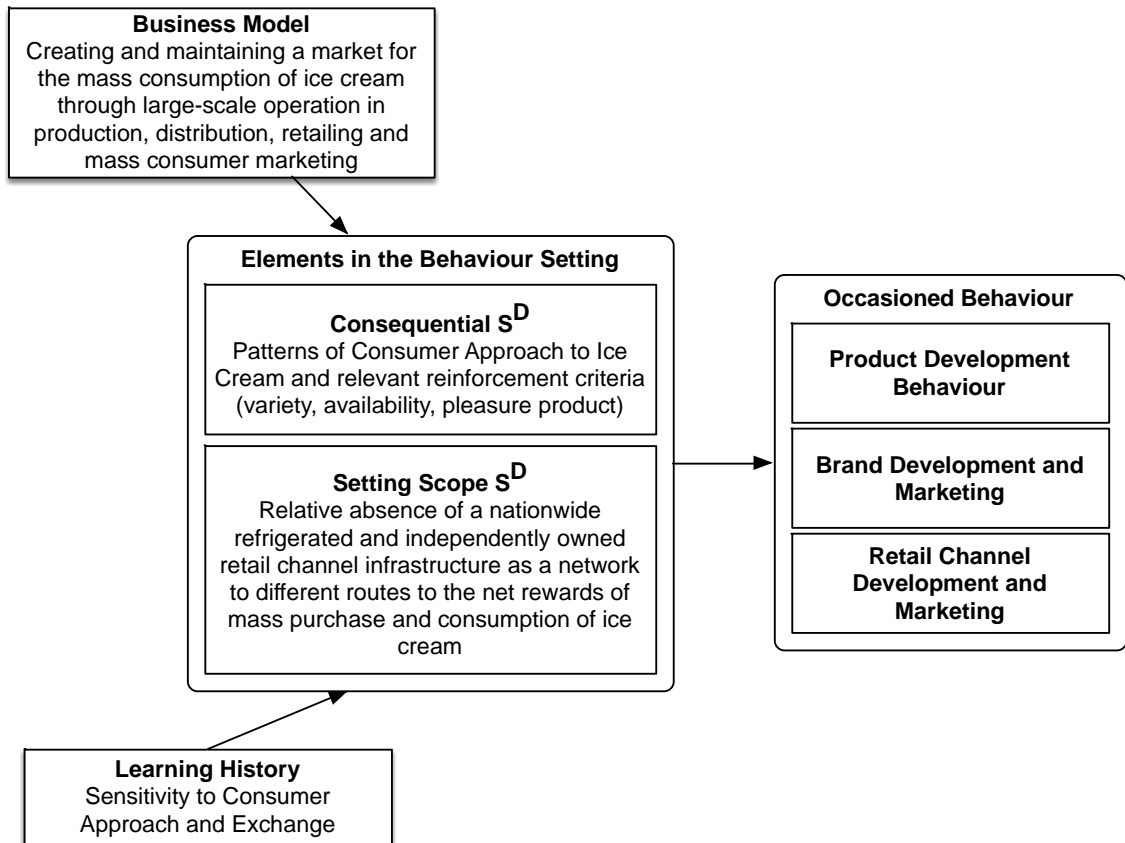 Business Model
Creating and maintaining a market for
the mass consumption of ice cream
through large-scale operation in
production, distribution, retailing and
mass consumer marketing
Elements in the Behaviour Setting
Consequential S^D
Patterns of Consumer Approach to Ice
Cream and relevant reinforcement criteria
(variety, availability, pleasure product)
Setting Scope S^D
Relative absence of a nationwide
refrigerated and independently owned
retail channel infrastructure as a network
to different routes to the net rewards of
mass purchase and consumption of ice
cream
Occasioned Behaviour
Product Development
Behaviour
Brand Development and
Marketing
Retail Channel
Development and
Marketing
Learning History
Sensitivity to Consumer
Approach and Exchange